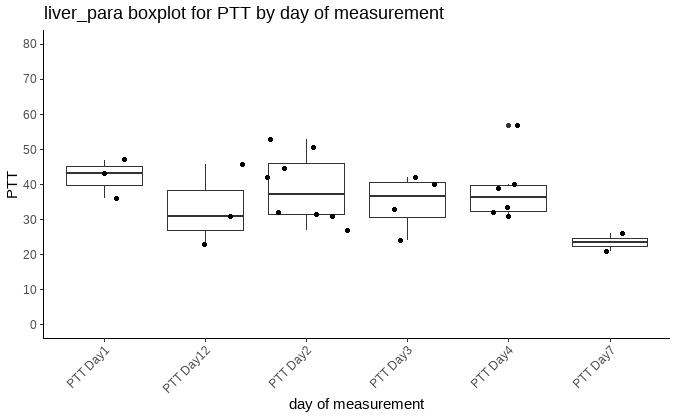 liver_para boxplot for PTT by day of measurement
80
70
60
50
40
30
20
10
0
PTT
PTT Day1
PTT Day12
PTT Day2
PTT Day3
PTT Day4
PTT Day7
day of measurement